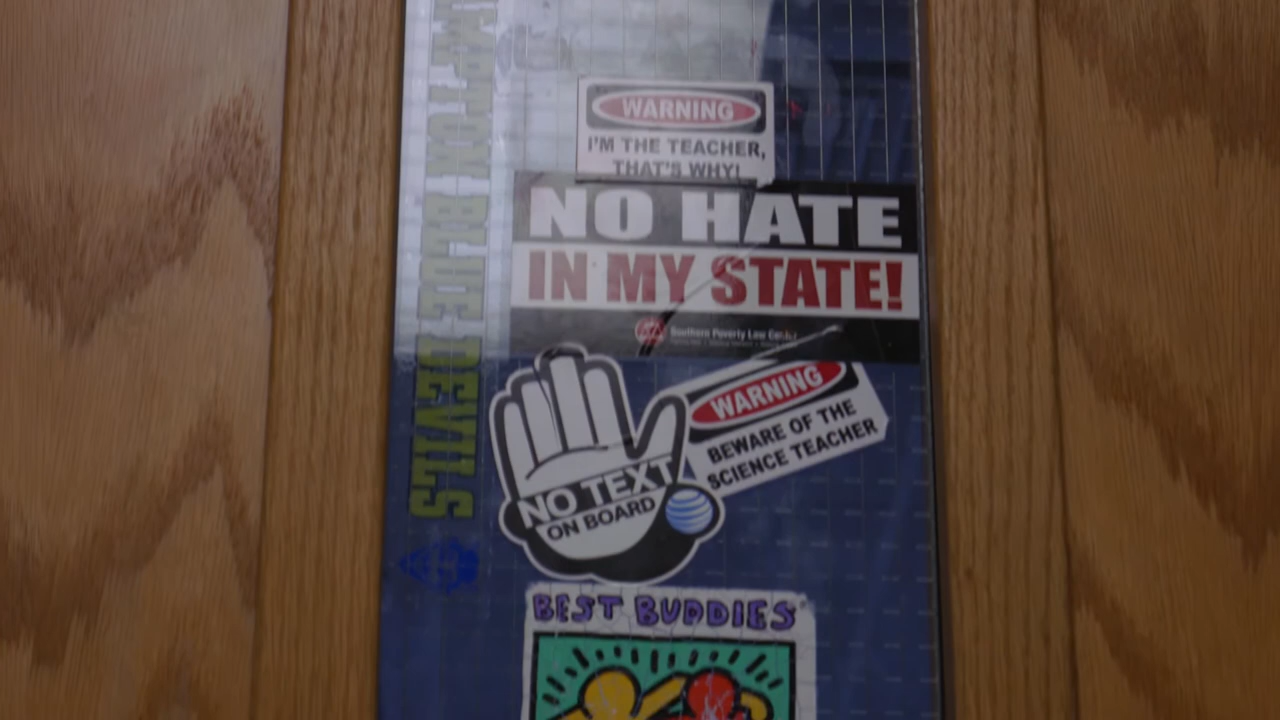 WARNING
I'M THE TEACHER,
THAT'S WHY!
NO HATE
IN MY STATE!
Southern Poverty Law Center
WARNING
BEWARE OF THE
SCIENCE TEACHER
NO TEXT
ON BOARD
BEST BUDDIES
BLUE DEVILS